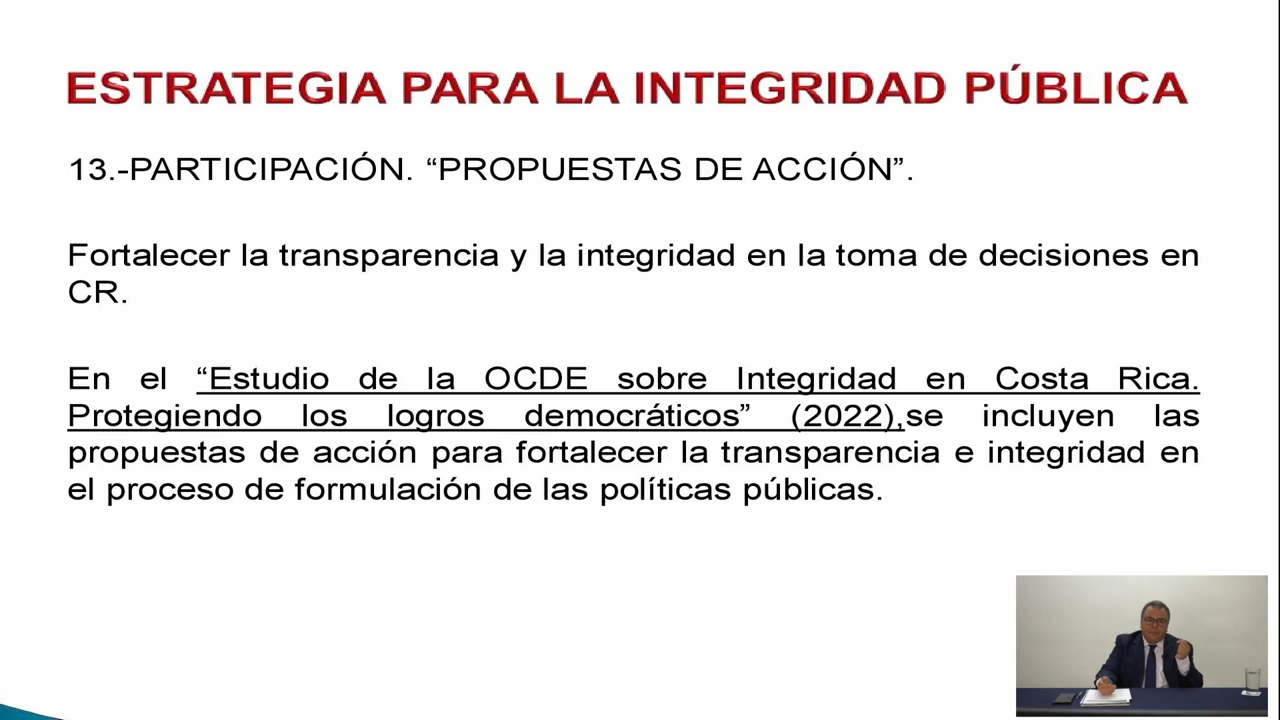 ESTRATEGIA PARA LA INTEGRIDAD PÚBLICA
13.-PARTICIPACIÓN. “PROPUESTAS DE ACCIÓN”.
Fortalecer la transparencia y la integridad en la toma de decisiones en
CR.
En el “Estudio de la OCDE sobre Integridad en Costa Rica.
Protegiendo los logros democráticos” (2022),se incluyen las
propuestas de acción para fortalecer la transparencia e integridad en
el proceso de formulación de las políticas públicas.